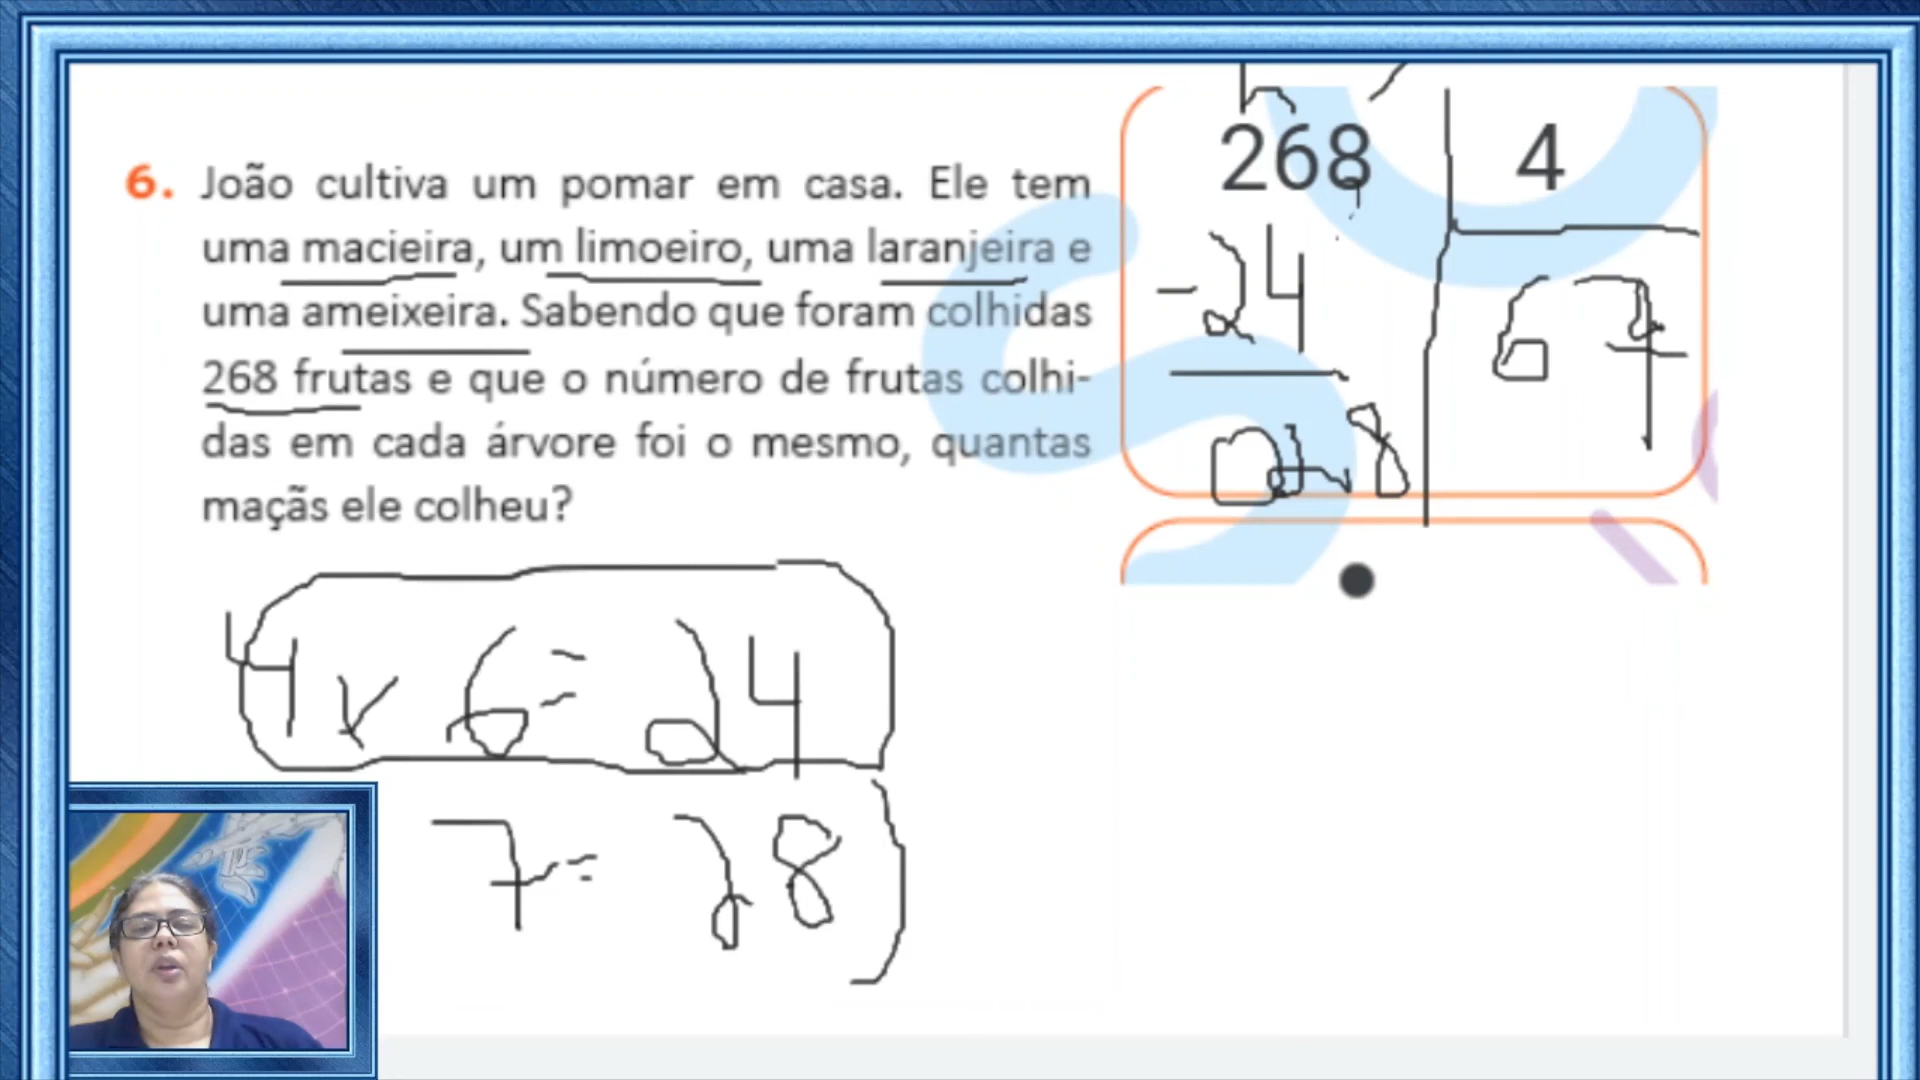 6. João cultiva um pomar em casa. Ele tem
uma macieira, um limoeiro, uma laranjeira e
uma ameixeira. Sabendo que foram colhidas
268 frutas e que o número de frutas colhi-
das em cada árvore foi o mesmo, quantas
maçãs ele colheu?
268 4
- 24 67
028
4 x 6 = 24
7 = 28